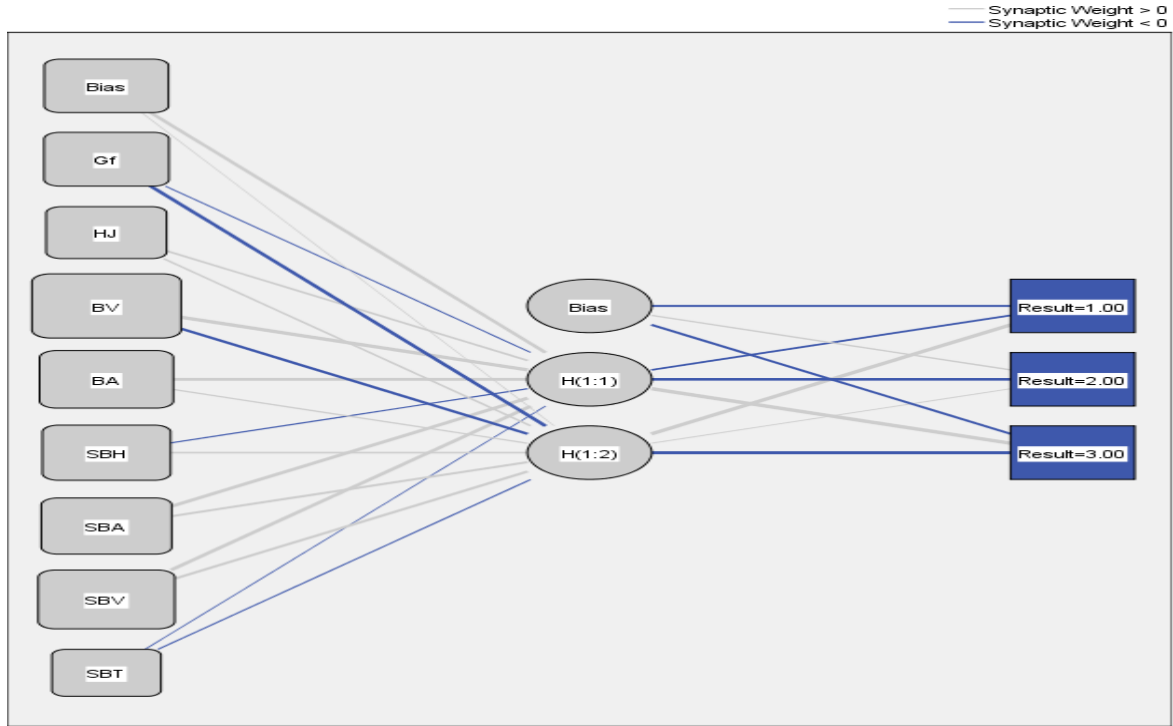 Synaptic Weight > 0
Synaptic Weight < 0
Bias
Gf
HJ
BV
BA
SBH
SBA
SBV
SBT
Bias
H(1:1)
H(1:2)
Result=1.00
Result=2.00
Result=3.00